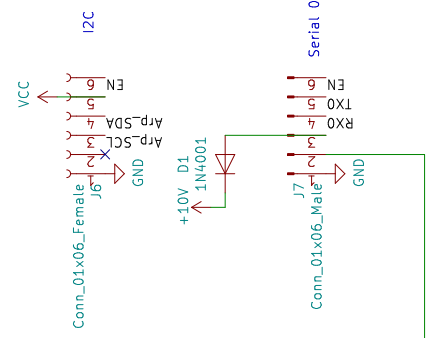 I2C
Serial 0
VCC
6 EN
5
4 Arp_SDA
3 Arp_SCL
2
1
GND
J6
Conn_01x06_Female
D1
1N4001
+10V
6 EN
5 TX0
4 RX0
3
2
1
GND
J7
Conn_01x06_Male